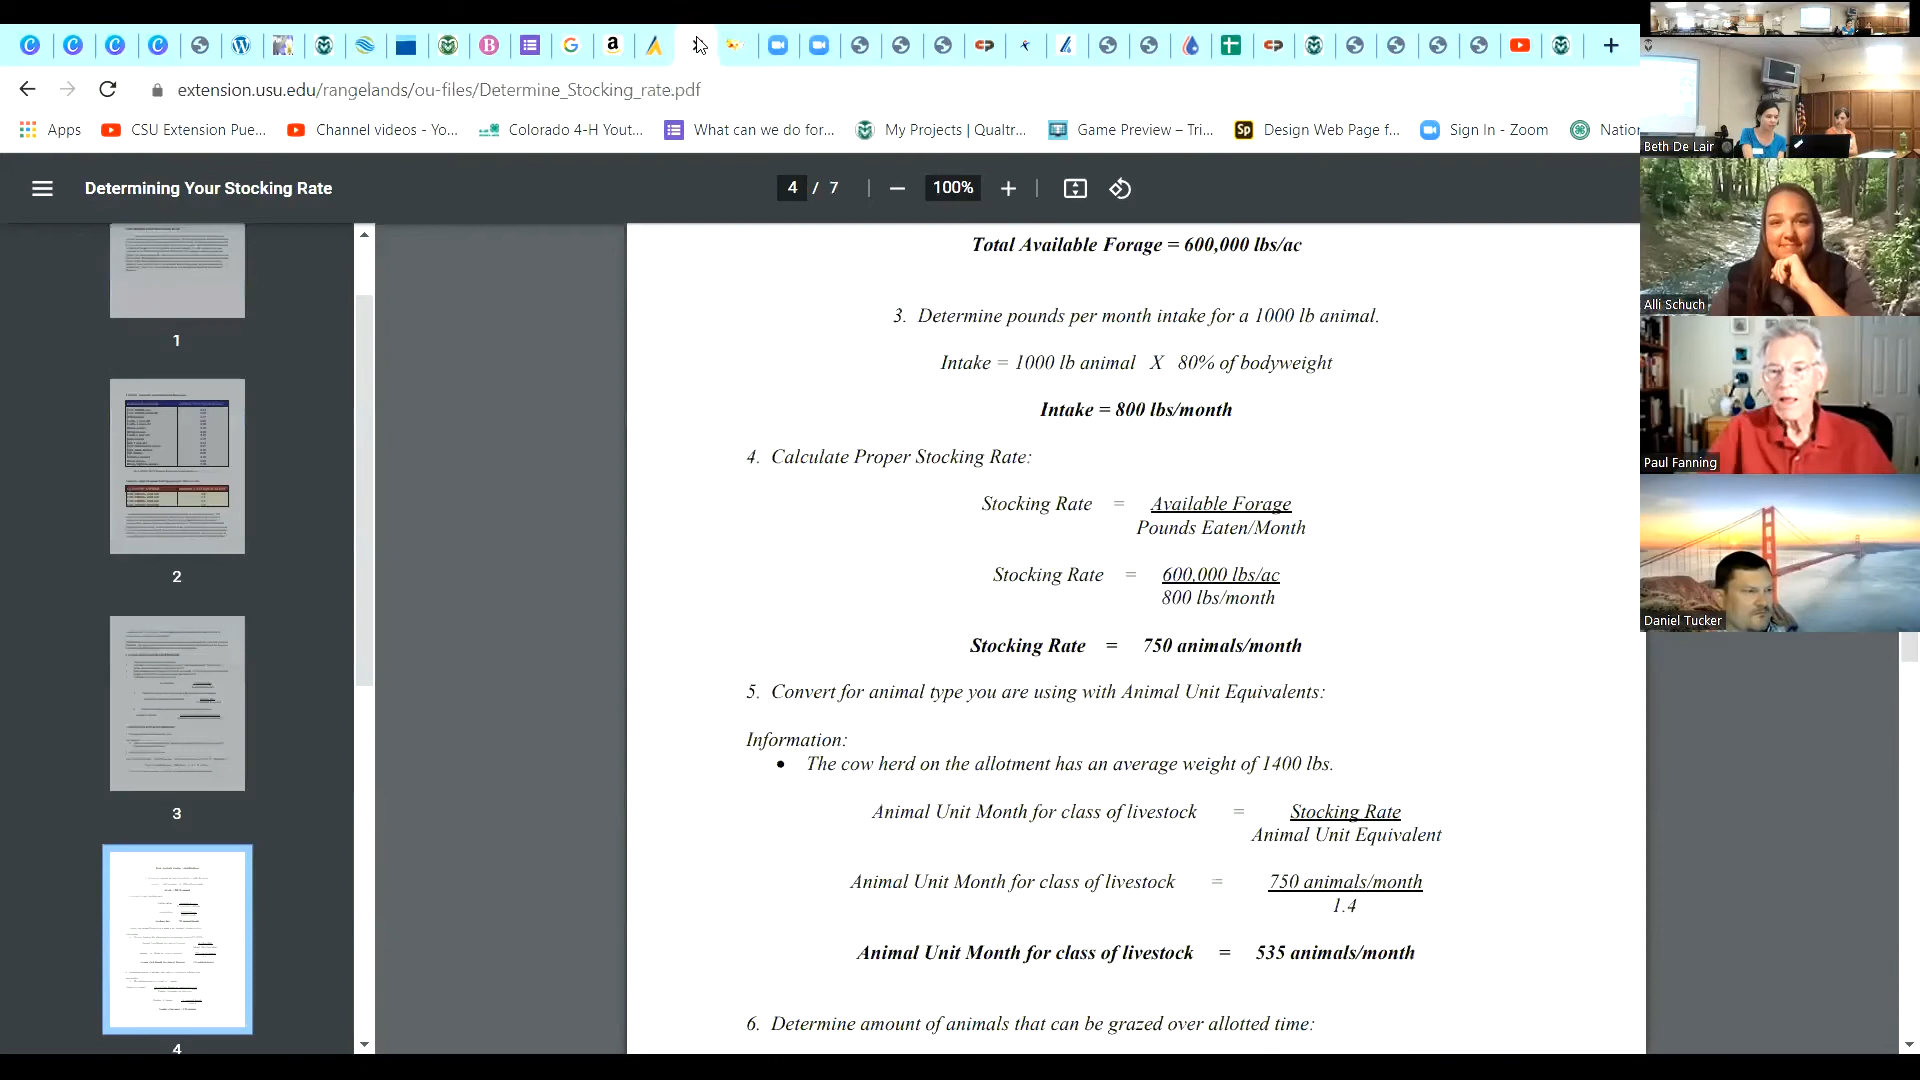 extension.usu.edu/rangelands/ou-files/Determine_Stocking_rate.pdf
Apps
CSU Extension Pue...
Channel videos - Yo...
Colorado 4-H Yout...
What can we do for...
My Projects | Qualtr...
Game Preview – Tri...
Design Web Page f...
Sign In - Zoom
Nation
Determining Your Stocking Rate
4 / 7
100%
1
2
3
4
Total Available Forage = 600,000 lbs/ac
3. Determine pounds per month intake for a 1000 lb animal.
Intake = 1000 lb animal X 80% of bodyweight
Intake = 800 lbs/month
4. Calculate Proper Stocking Rate:
Stocking Rate = Available Forage
Pounds Eaten/Month
Stocking Rate = 600,000 lbs/ac
800 lbs/month
Stocking Rate = 750 animals/month
5. Convert for animal type you are using with Animal Unit Equivalents:
Information:
• The cow herd on the allotment has an average weight of 1400 lbs.
Animal Unit Month for class of livestock = Stocking Rate
Animal Unit Equivalent
Animal Unit Month for class of livestock = 750 animals/month
1.4
Animal Unit Month for class of livestock = 535 animals/month
6. Determine amount of animals that can be grazed over allotted time:
Beth De Lair
Alli Schuch
Paul Fanning
Daniel Tucker